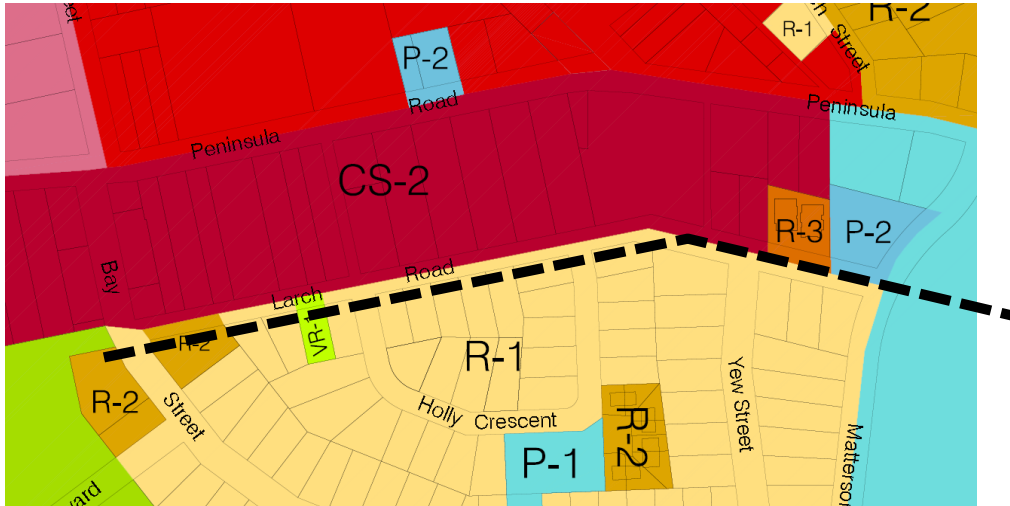 R-2
R-1
Street
P-2
Road
Peninsula
Peninsula
CS-2
R-3
P-2
Bay
Road
Larch
VR-1
R-2
R-1
R-2
Street
Holly Crescent
R-2
Yew Street
P-1
Matterson